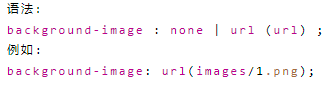 语法:
background-image : none | url (url) ;
例如:
background-image: url(images/1.png);